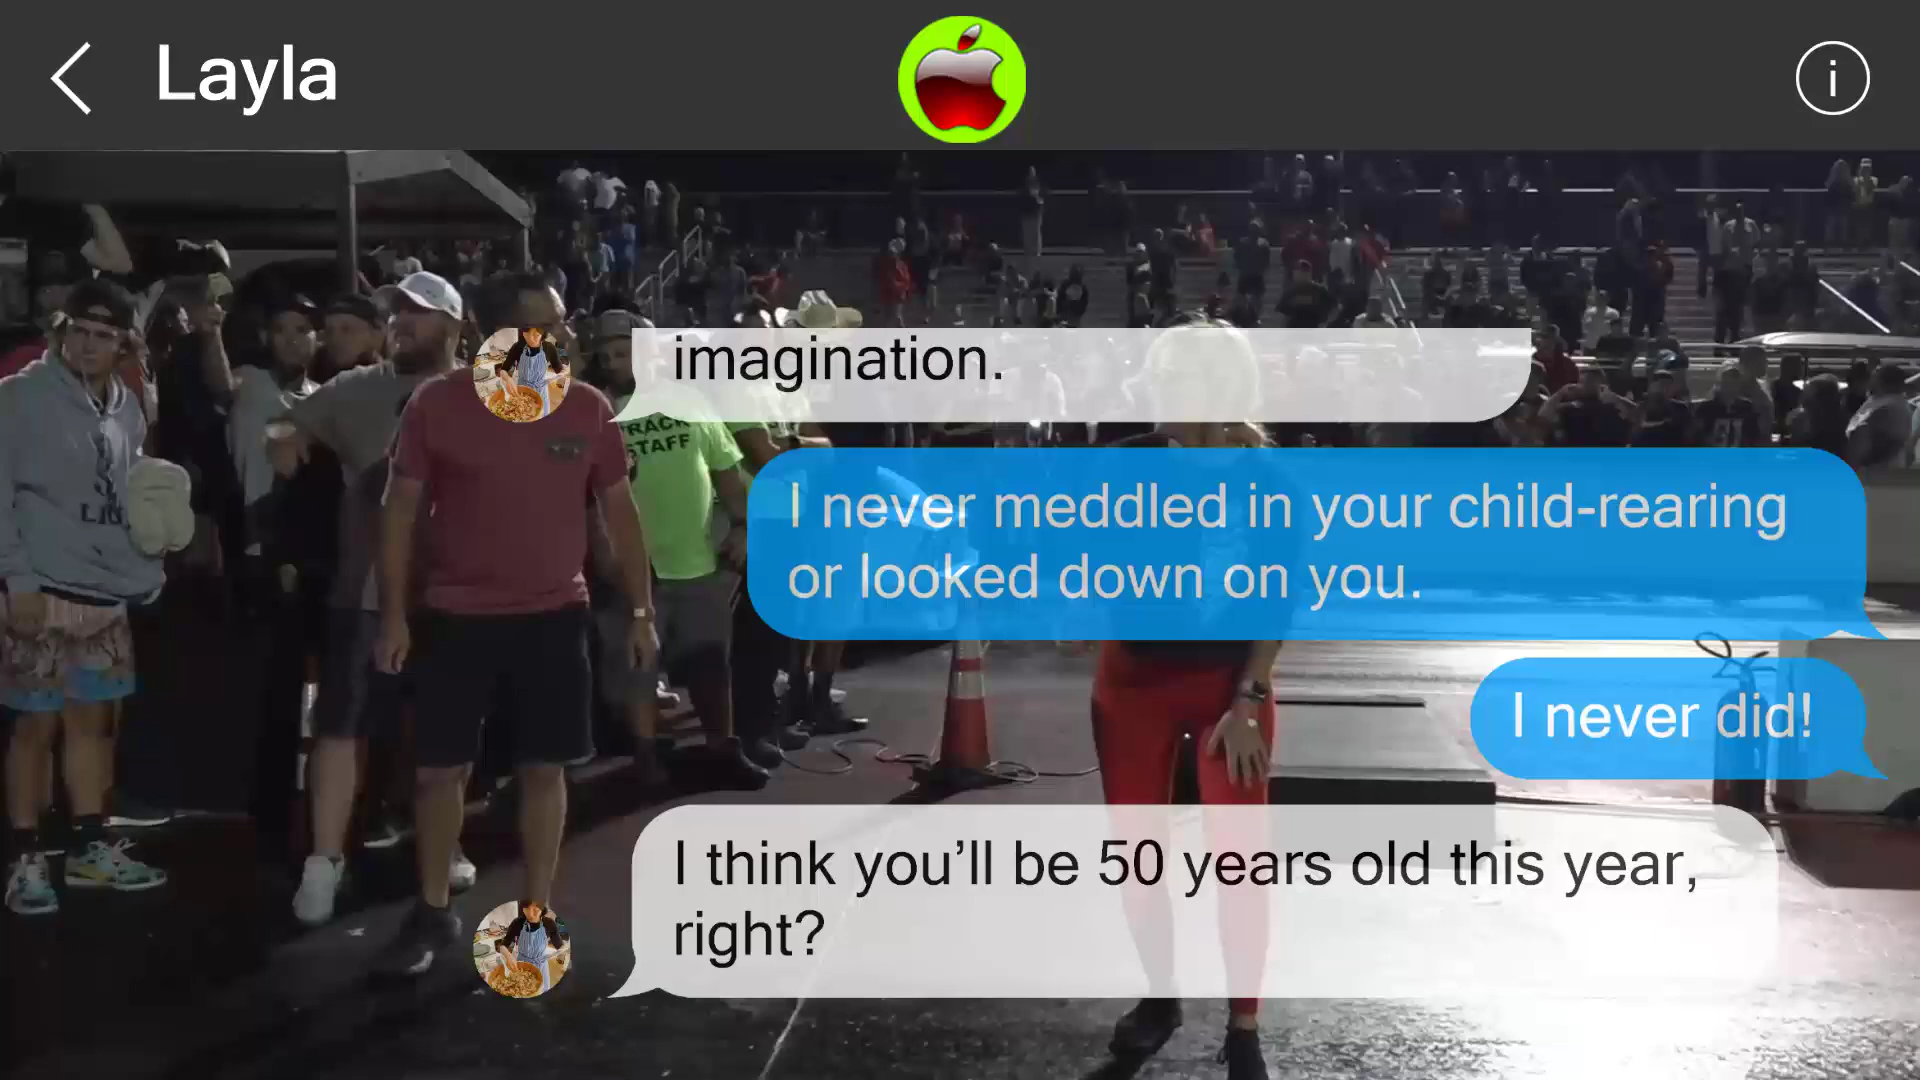 Layla
i
imagination.
TRACK
STAFF
I never meddled in your child-rearing
or looked down on you.
I never did!
I think you’ll be 50 years old this year,
right?